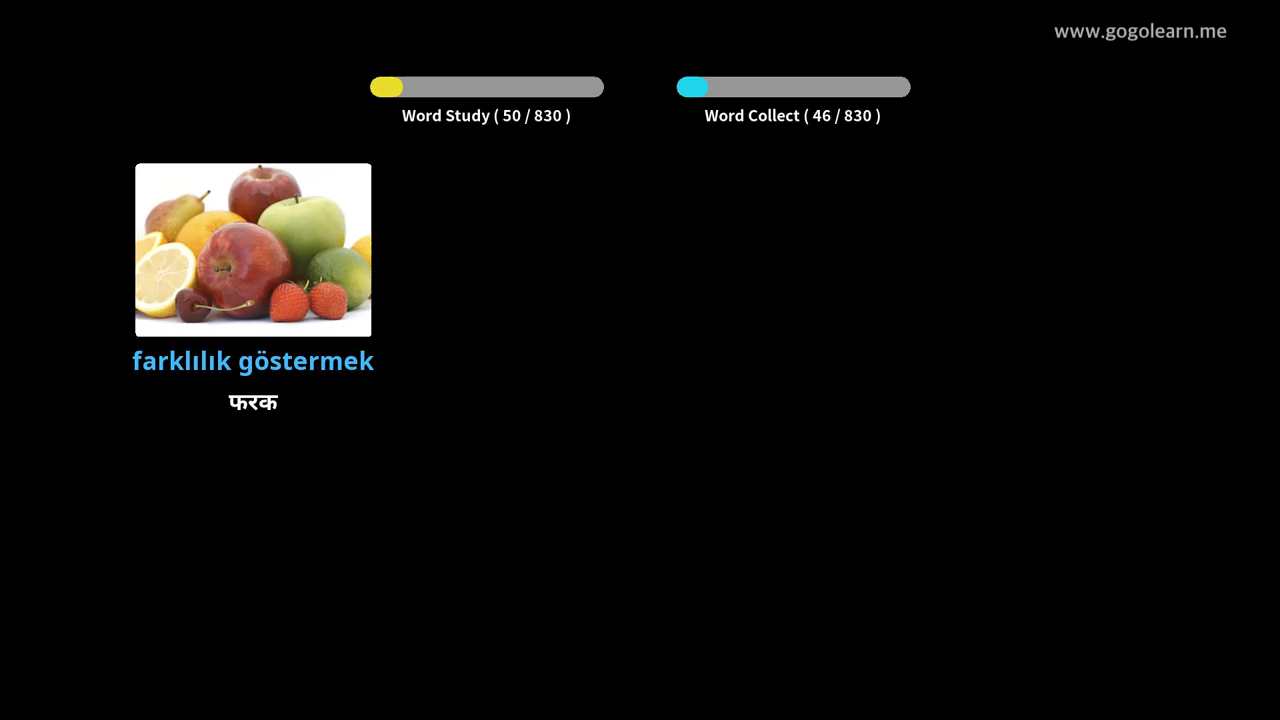 www.gogolearn.me
Word Study ( 50 / 830 )
Word Collect ( 46 / 830 )
farklılık göstermek
फरक